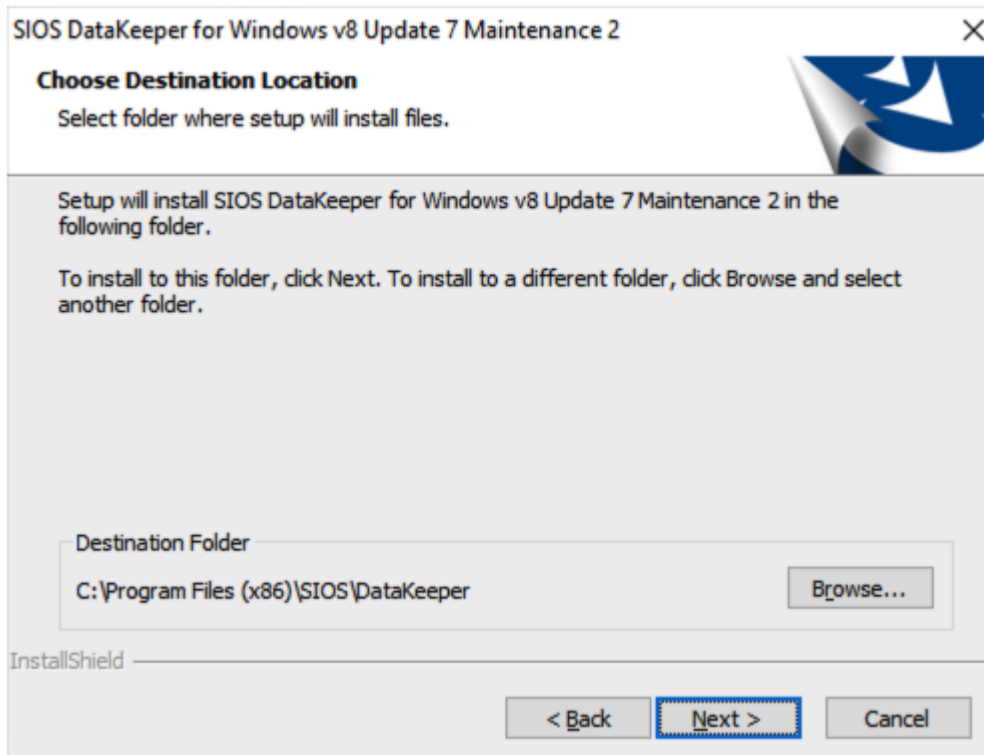 SIOS DataKeeper for Windows v8 Update 7 Maintenance 2
Choose Destination Location
Select folder where setup will install files.
Setup will install SIOS DataKeeper for Windows v8 Update 7 Maintenance 2 in the
following folder.
To install to this folder, click Next. To install to a different folder, click Browse and select
another folder.
Destination Folder
C:\Program Files (x86)\SIOS\DataKeeper
Browse...
InstallShield
< Back
Next >
Cancel